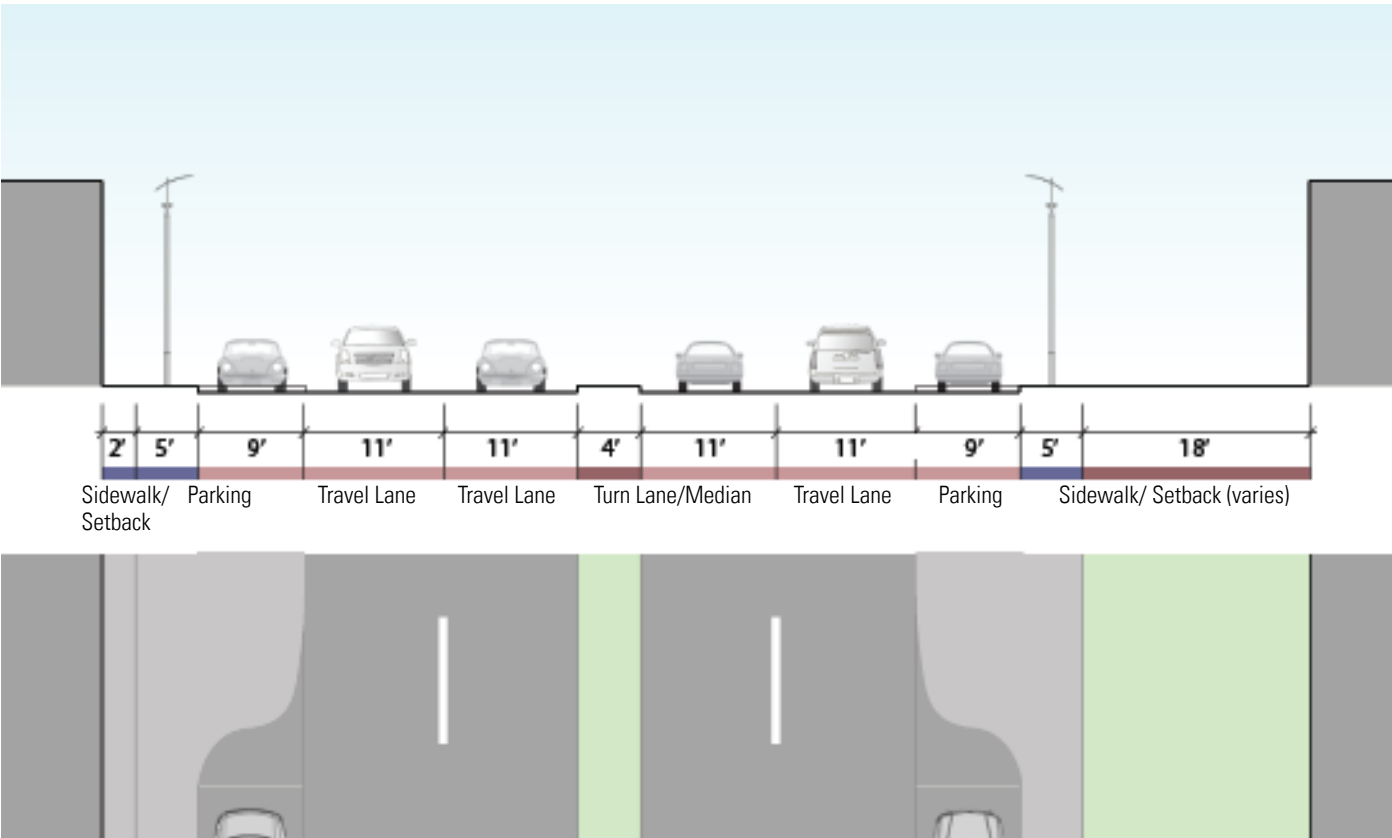 2' 5' 9' 11' 11' 4' 11' 11' 9' 5' 18'
Sidewalk/ Parking Travel Lane Travel Lane Turn Lane/Median Travel Lane Parking Sidewalk/ Setback (varies)
Setback